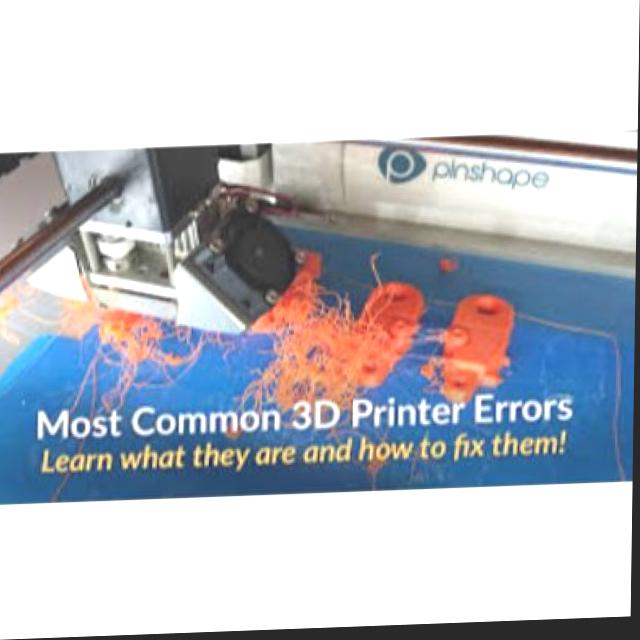 pinshape
Most Common 3D Printer Errors
Learn what they are and how to fix them!